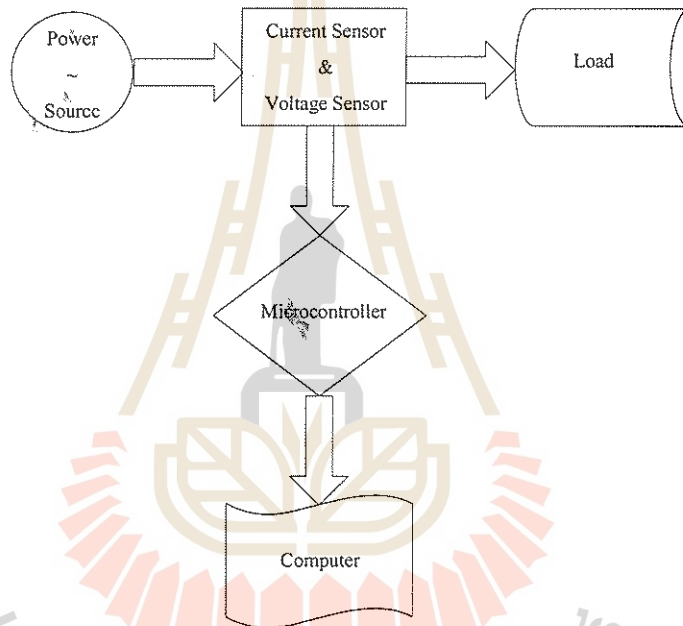 Power
~
Source
Current Sensor
&
Voltage Sensor
Load
Microcontroller
Computer